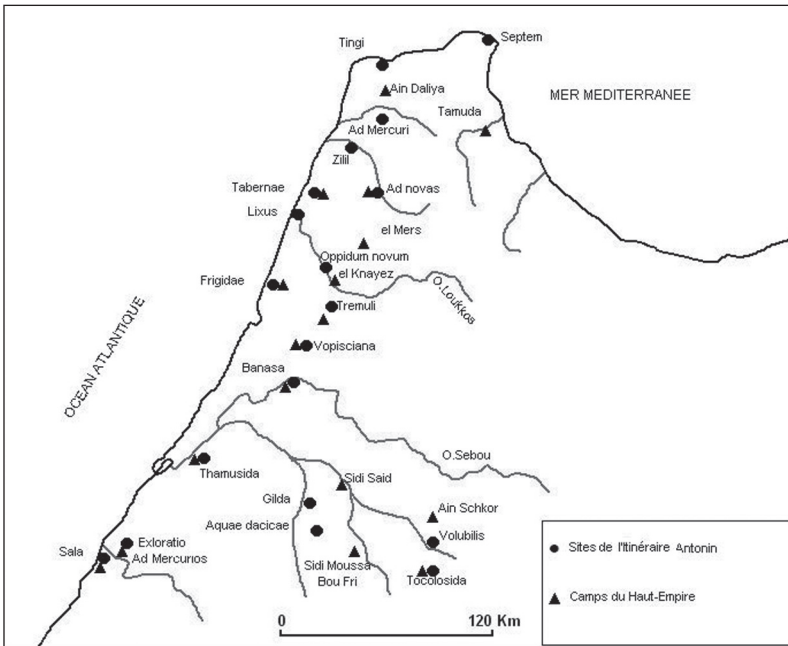 Tingi
Septem
Ain Daliya
MER MEDITERRANEE
Tamuda
Ad Mercuri
Zilil
Tabernae
Ad novas
Lixus
el Mers
Oppidum novum
el Knayez
Frigidae
O.Loukkos
Tremuli
OCEAN ATLANTIQUE
Vopisciana
Banasa
O.Sebou
Thamusida
Sidi Said
Gilda
Ain Schkor
Aquae dacicae
Volubilis
Exloratio
Ad Mercurios
Sala
Sidi Moussa
Bou Fri
Tocolosida
Sites de l'Itinéraire Antonin
Camps du Haut-Empire
0
120 Km